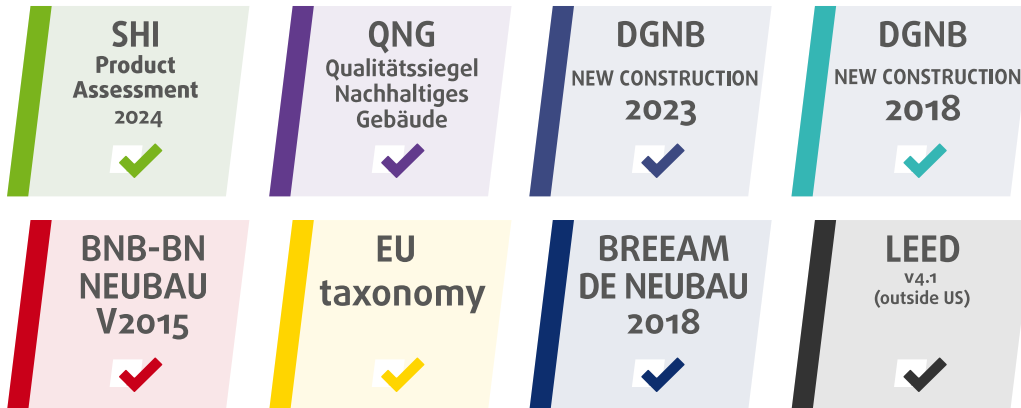 SHI
Product
Assessment
2024
QNG
Qualitätssiegel
Nachhaltiges
Gebäude
DGNB
NEW CONSTRUCTION
2023
DGNB
NEW CONSTRUCTION
2018
BNB-BN
NEUBAU
V2015
EU
taxonomy
BREEAM
DE NEUBAU
2018
LEED
v4.1
(outside US)